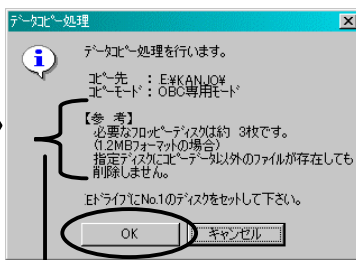 ﾃﾞｰﾀｺﾋﾟｰ処理
ﾃﾞｰﾀｺﾋﾟｰ処理を行います。
ｺﾋﾟｰ先 : E:¥KANJO¥
ｺﾋﾟｰﾓｰﾄﾞ : OBC専用ﾓｰﾄﾞ
【参 考】
必要なﾌﾛｯﾋﾟｰﾃﾞｨｽｸは約 3枚です。
(1.2MBﾌｫｰﾏｯﾄの場合)
指定ﾃﾞｨｽｸにｺﾋﾟｰﾃﾞｰﾀ以外のﾌｧｲﾙが存在しても
削除しません。
EﾄﾞﾗｲﾌﾞにNo.1のﾃﾞｨｽｸをｾｯﾄして下さい。
OK
ｷｬﾝｾﾙ